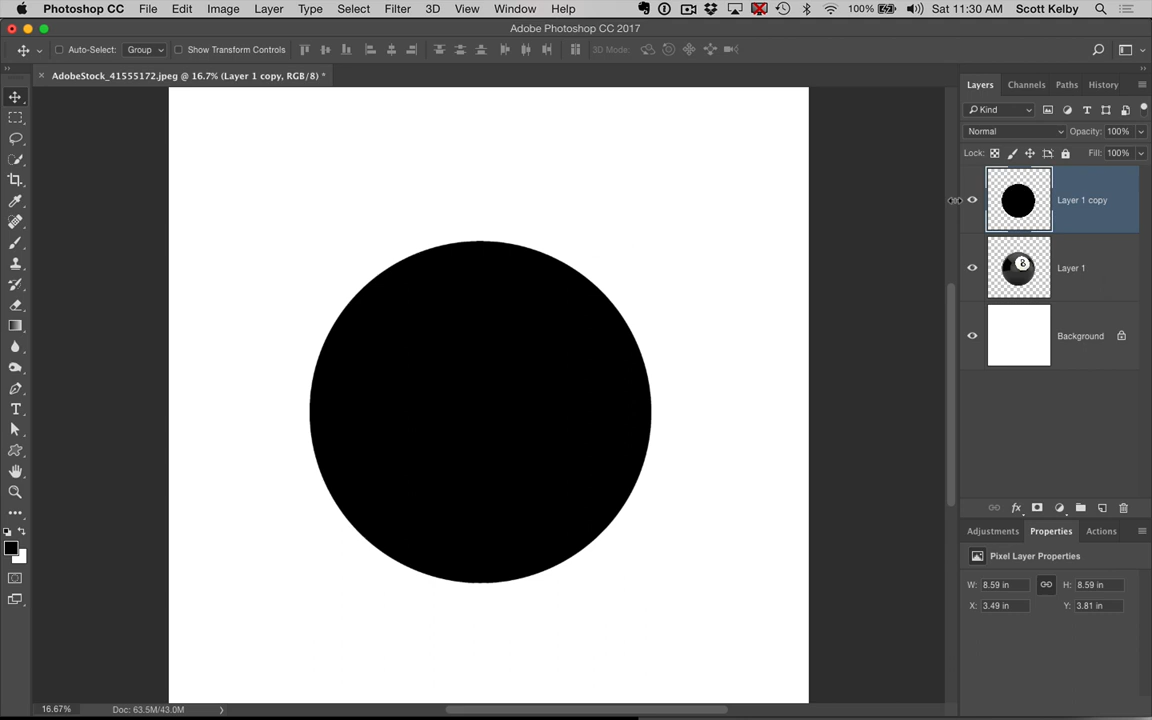 Photoshop CC File Edit Image Layer Type Select Filter 3D View Window Help 100% Sat 11:30 AM Scott Kelby
Adobe Photoshop CC 2017
Auto-Select: Group Show Transform Controls 3D Mode:
AdobeStock_41555172.jpeg @ 16.7% (Layer 1 copy, RGB/8) *
Layers Channels Paths History
Kind
Normal Opacity: 100%
Lock: Fill: 100%
Layer 1 copy
8
Layer 1
Background
fx
Adjustments Properties Actions
Pixel Layer Properties
W: 8.59 in H: 8.59 in
X: 3.49 in Y: 3.81 in
16.67% Doc: 63.5M/43.0M